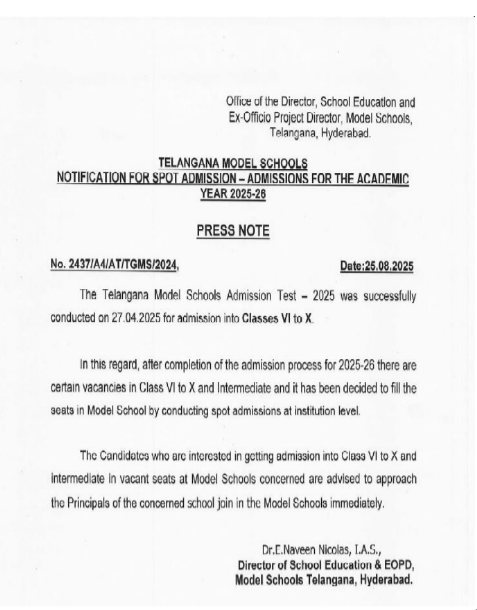 Office of the Director, School Education and
Ex-Officio Project Director, Model Schools,
Telangana, Hyderabad.
TELANGANA MODEL SCHOOLS
NOTIFICATION FOR SPOT ADMISSION – ADMISSIONS FOR THE ACADEMIC
YEAR 2025-26
PRESS NOTE
No. 2437/A4/AT/TGMS/2024, Date:25.08.2025
The Telangana Model Schools Admission Test – 2025 was successfully
conducted on 27.04.2025 for admission into Classes VI to X.
In this regard, after completion of the admission process for 2025-26 there are
certain vacancies in Class VI to X and Intermediate and it has been decided to fill the
seats in Model School by conducting spot admissions at institution level.
The Candidates who are interested in getting admission into Class VI to X and
Intermediate in vacant seats at Model Schools concerned are advised to approach
the Principals of the concerned school join in the Model Schools immediately.
Dr.E.Naveen Nicolas, I.A.S.,
Director of School Education & EOPD,
Model Schools Telangana, Hyderabad.